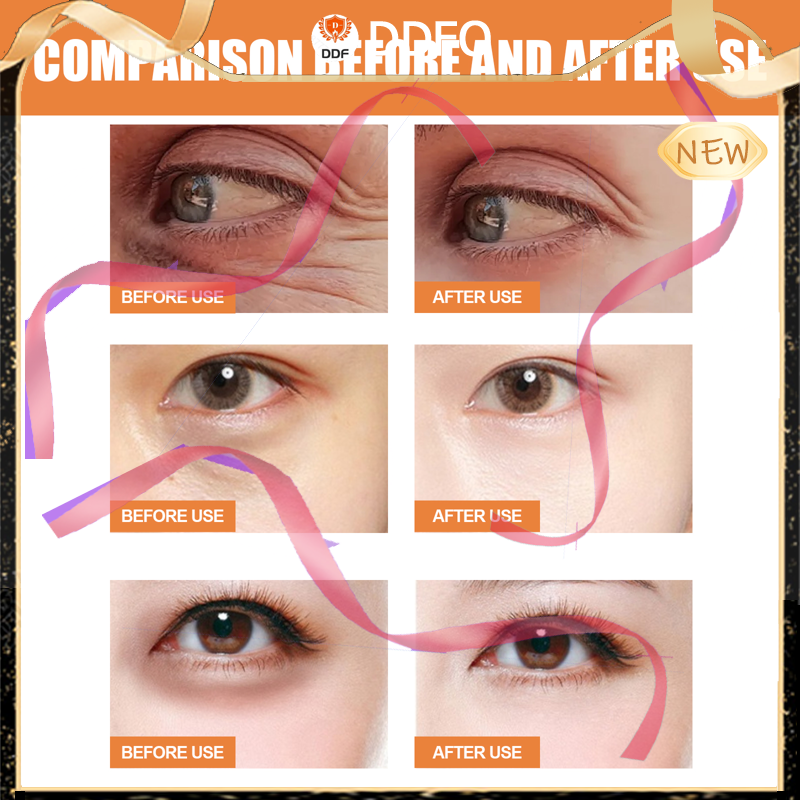 DDFO
D
DDF
COMPARISON BEFORE AND AFTER USE
NEW
BEFORE USE
AFTER USE
BEFORE USE
AFTER USE
BEFORE USE
AFTER USE